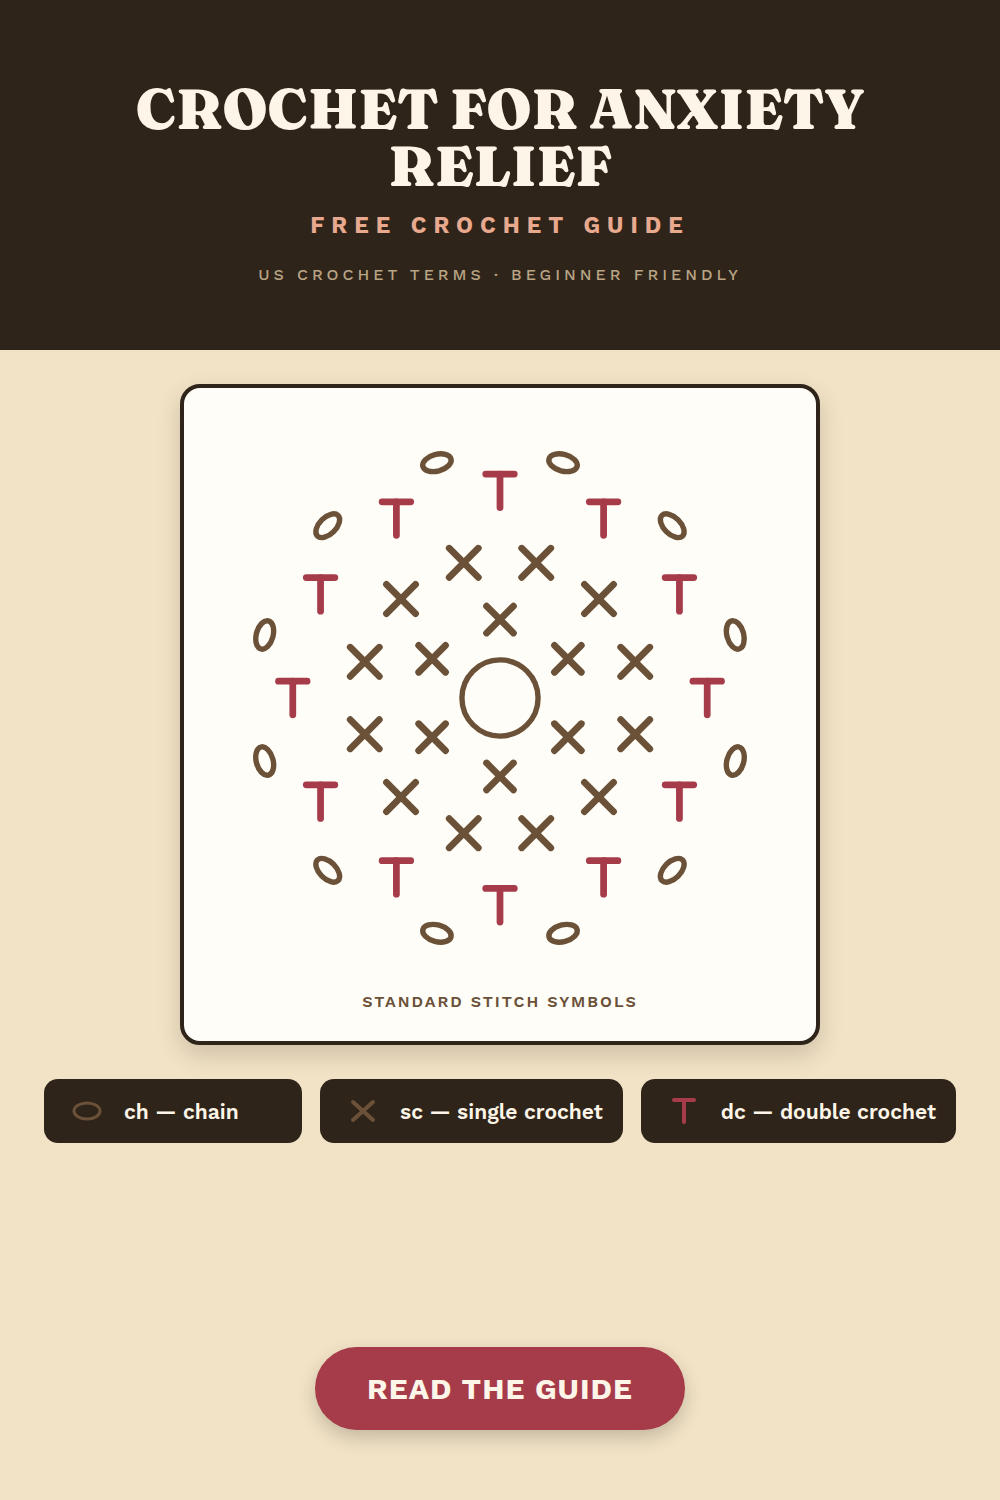 CROCHET FOR ANXIETY
RELIEF
FREE CROCHET GUIDE
US CROCHET TERMS · BEGINNER FRIENDLY
STANDARD STITCH SYMBOLS
ch — chain
sc — single crochet
dc — double crochet
READ THE GUIDE